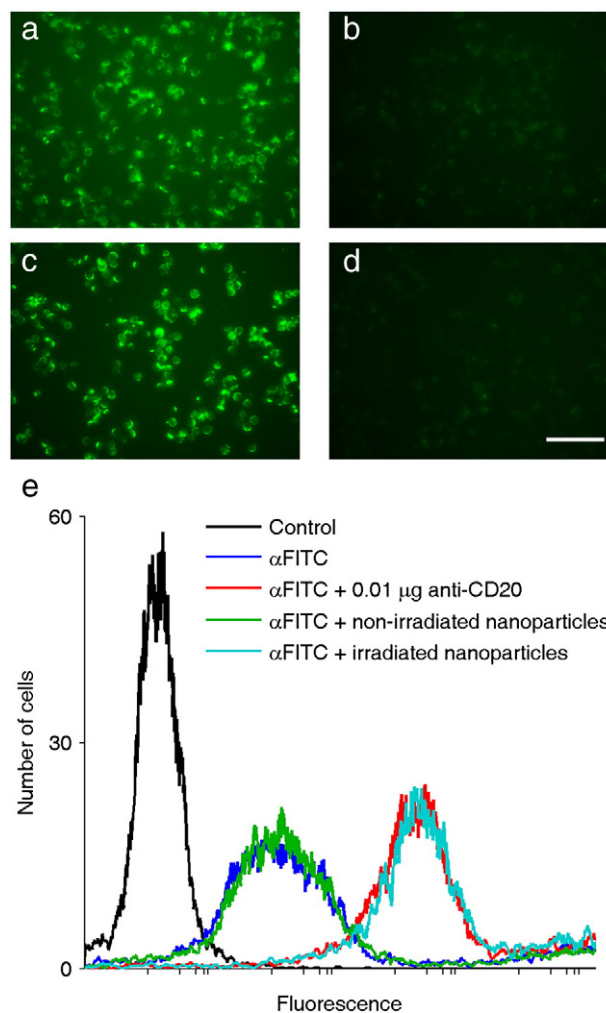 a
b
c
d
e
60
Control
αFITC
αFITC + 0.01 μg anti-CD20
αFITC + non-irradiated nanoparticles
αFITC + irradiated nanoparticles
Number of cells
30
0
Fluorescence